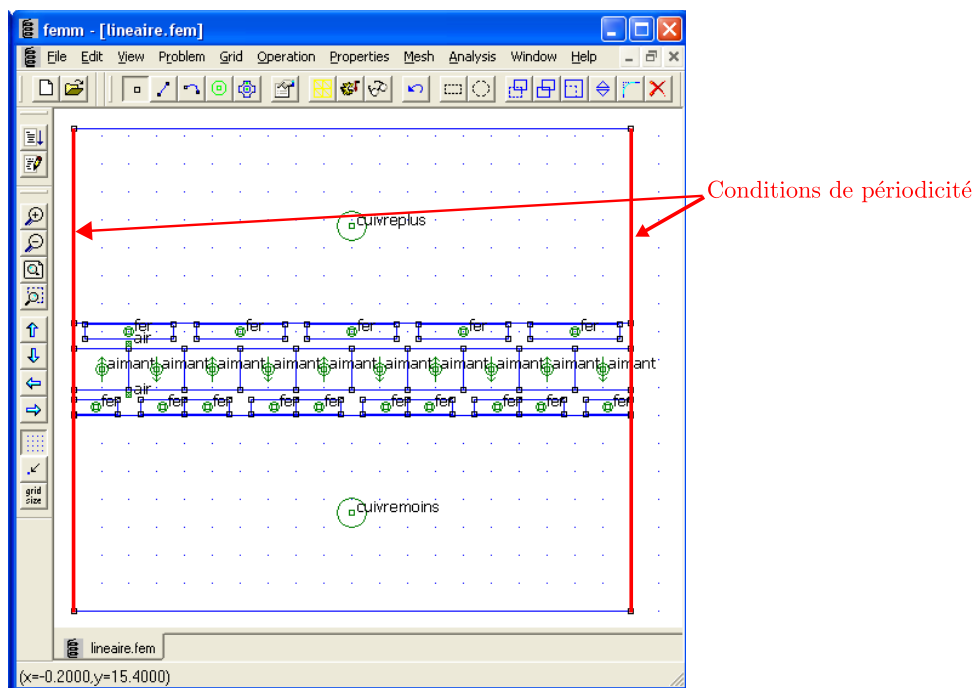 femm - [lineaire.fem]
File Edit View Problem Grid Operation Properties Mesh Analysis Window Help
Conditions de périodicité
cuivreplus
fer fer fer fer fer
air
aimant aimant aimant aimant aimant aimant aimant aimant aimant aimant
air
fer fer fer fer fer fer fer fer fer fer
cuivremoins
grid
size
lineaire.fem
(x=-0.2000,y=15.4000)